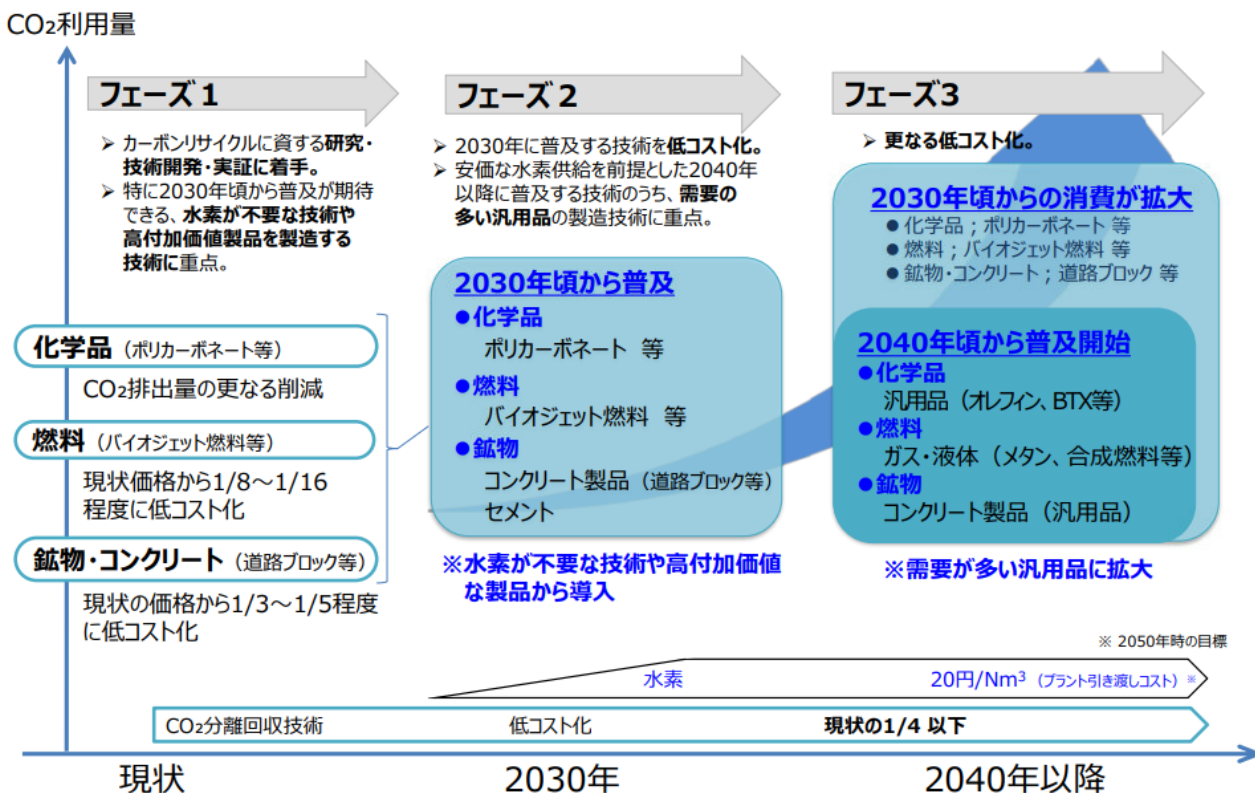 CO₂利用量
フェーズ１
➢ カーボンリサイクルに資する研究・
技術開発・実証に着手。
➢ 特に2030年頃から普及が期待
できる、水素が不要な技術や
高付加価値製品を製造する
技術に重点。
化学品（ポリカーボネート等）
CO₂排出量の更なる削減
燃料（バイオジェット燃料等）
現状価格から1/8～1/16
程度に低コスト化
鉱物・コンクリート（道路ブロック等）
現状の価格から1/3～1/5程度
に低コスト化
フェーズ２
➢ 2030年に普及する技術を低コスト化。
➢ 安価な水素供給を前提とした2040年
以降に普及する技術のうち、需要の
多い汎用品の製造技術に重点。
2030年頃から普及
●化学品
ポリカーボネート 等
●燃料
バイオジェット燃料 等
●鉱物
コンクリート製品（道路ブロック等）
セメント
※水素が不要な技術や高付加価値
な製品から導入
フェーズ3
➢ 更なる低コスト化。
2030年頃からの消費が拡大
● 化学品；ポリカーボネート 等
● 燃料；バイオジェット燃料 等
● 鉱物・コンクリート；道路ブロック 等
2040年頃から普及開始
●化学品
汎用品（オレフィン、BTX等）
●燃料
ガス・液体（メタン、合成燃料等）
●鉱物
コンクリート製品（汎用品）
※需要が多い汎用品に拡大
※ 2050年時の目標
水素 20円/Nm³（プラント引き渡しコスト）※
CO₂分離回収技術 低コスト化 現状の1/4 以下
現状 2030年 2040年以降